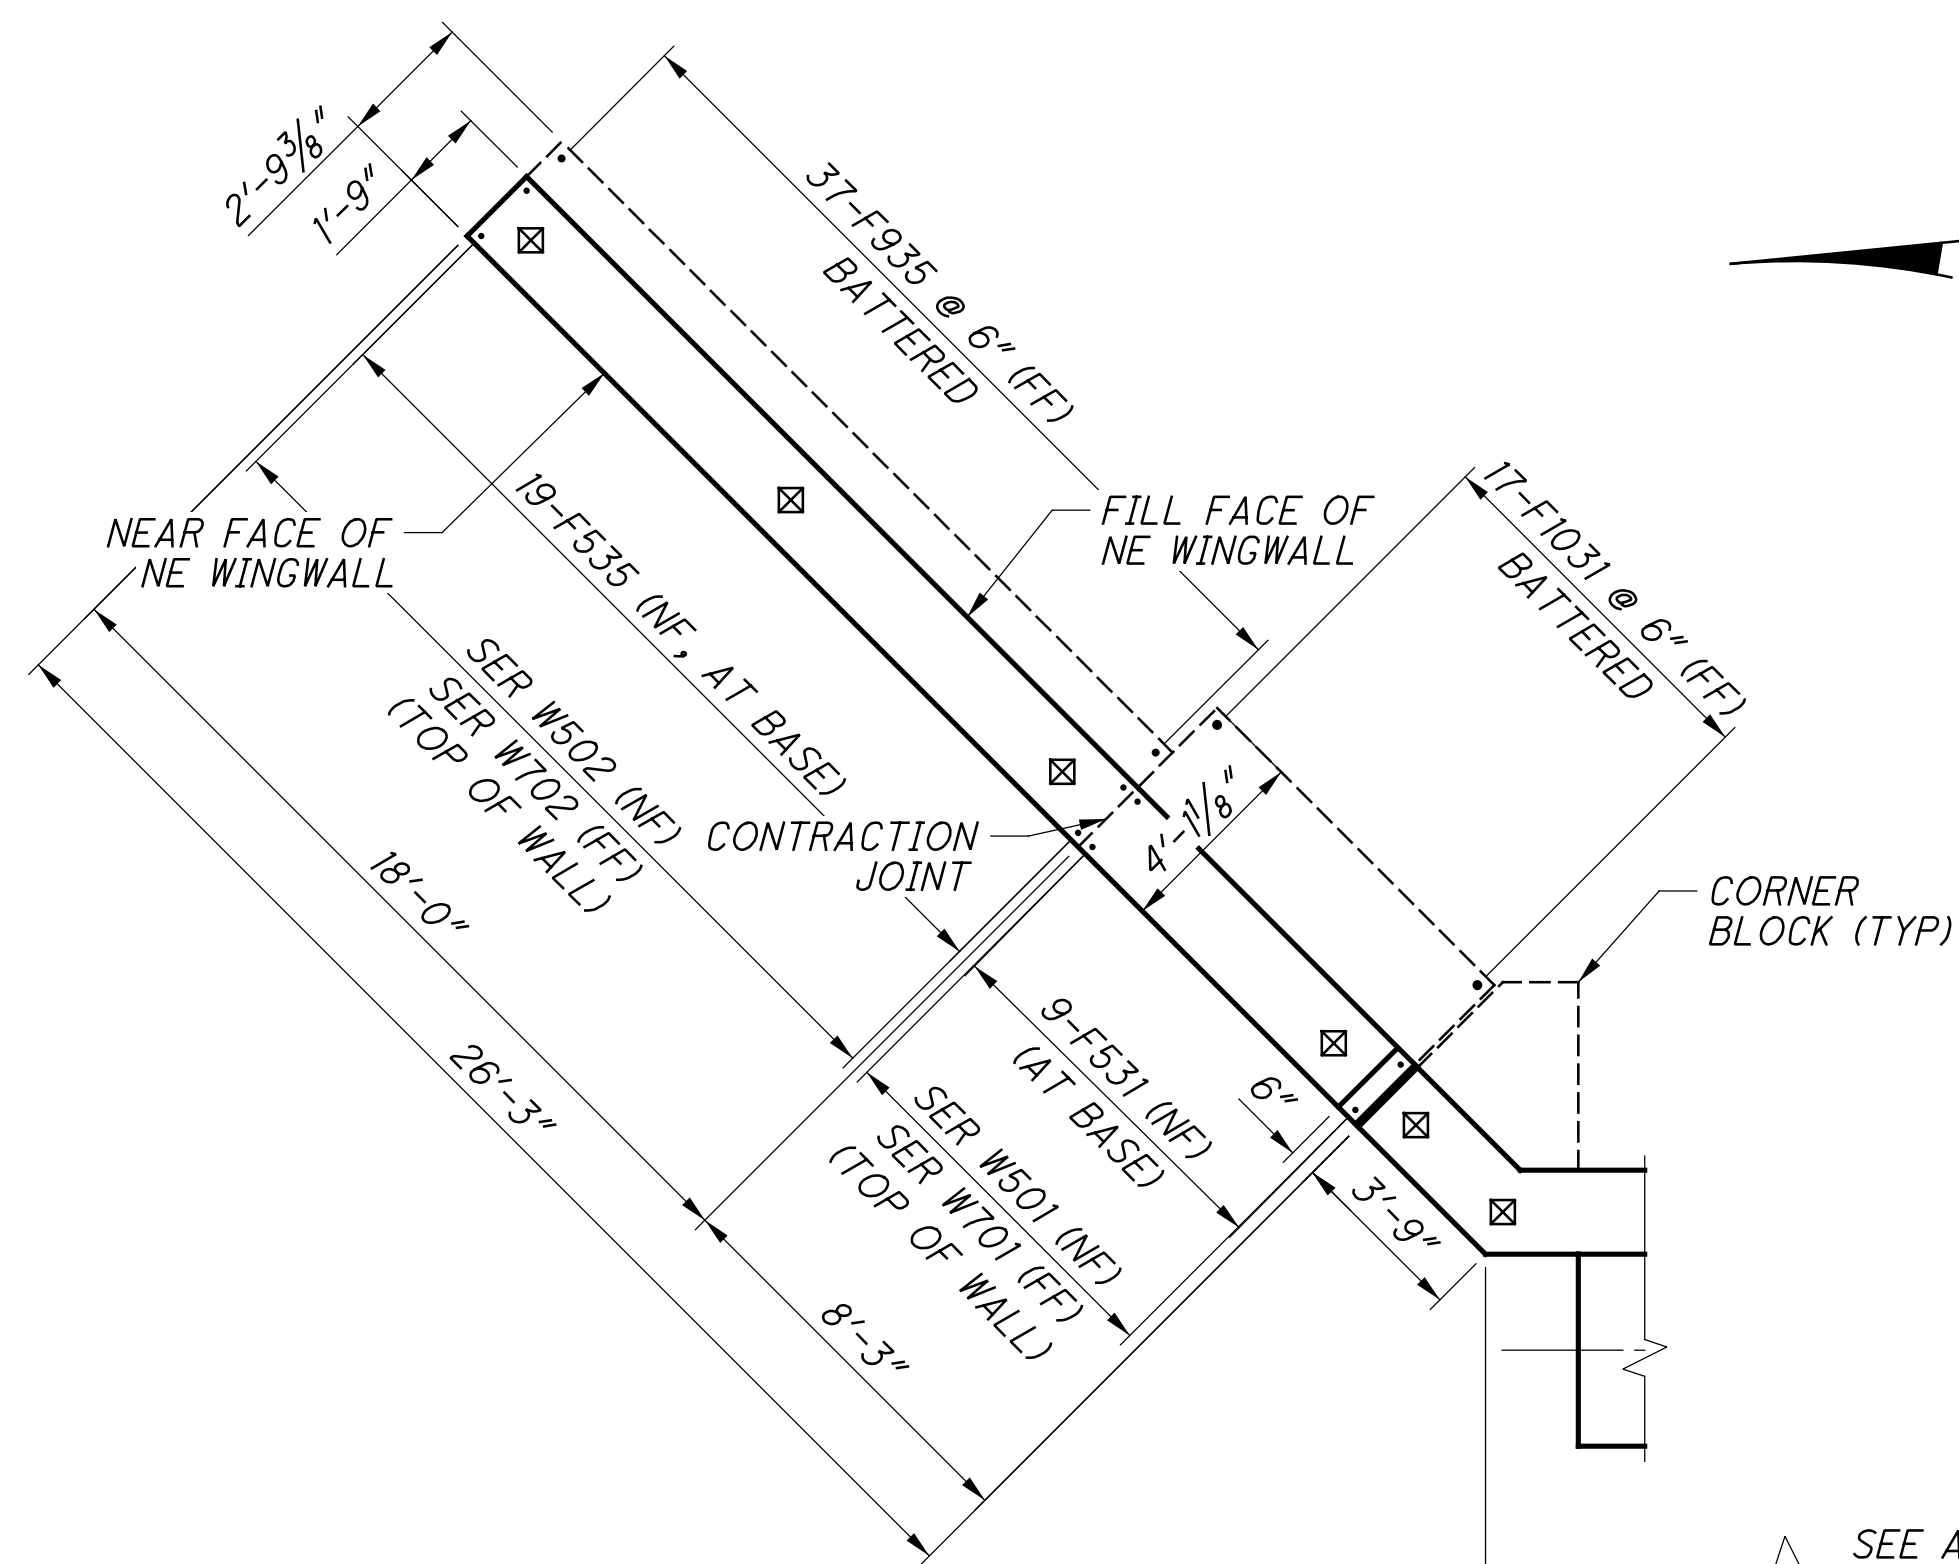 2'-9 3/8"
1'-9"
37-F935 @ 6" (FF)
BATTERED
NEAR FACE OF
NE WINGWALL
19-F535 (NF, AT BASE)
FILL FACE OF
NE WINGWALL
17-F1031 @ 6" (FF)
BATTERED
SER W502 (NF)
SER W702 (FF)
(TOP OF WALL)
CONTRACTION
JOINT
4'-1/8"
CORNER
BLOCK (TYP)
18'-0"
26'-3"
9-F531 (NF)
(AT BASE)
6"
SER W501 (NF)
SER W701 (FF)
(TOP OF WALL)
3'-9"
8'-3"
SEE A